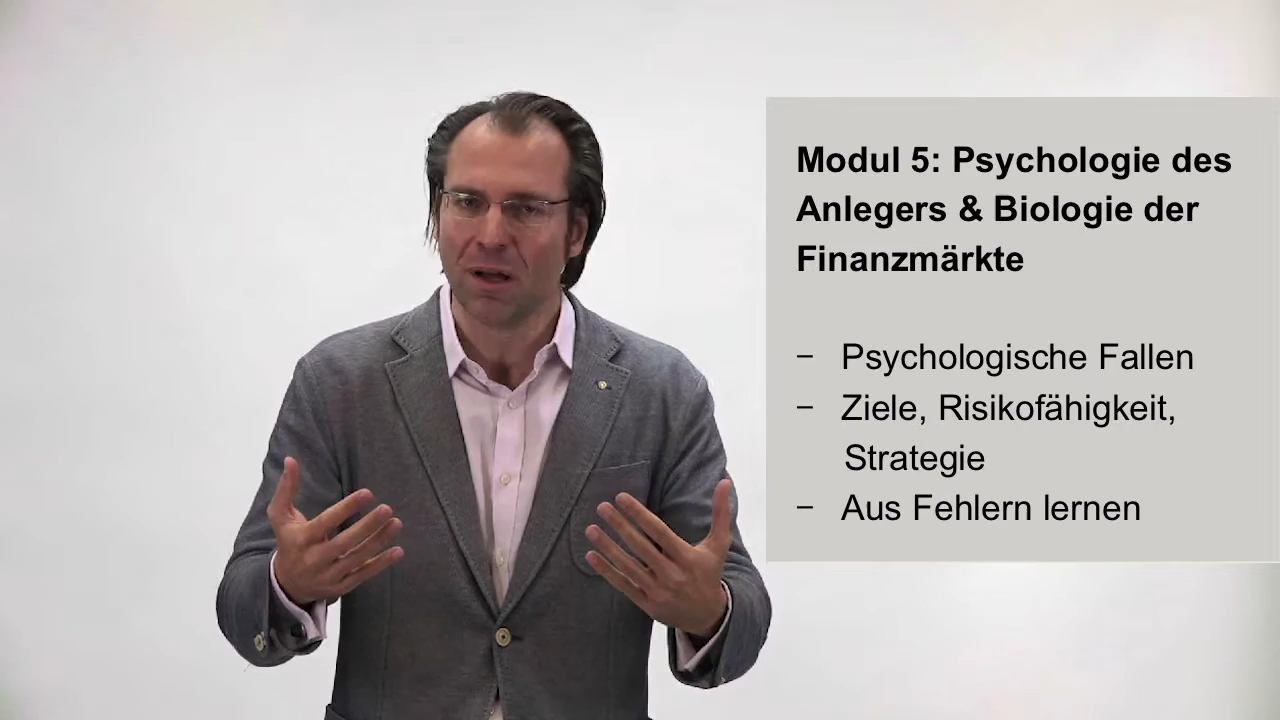 Modul 5: Psychologie des
Anlegers & Biologie der
Finanzmärkte
− Psychologische Fallen
− Ziele, Risikofähigkeit,
Strategie
− Aus Fehlern lernen